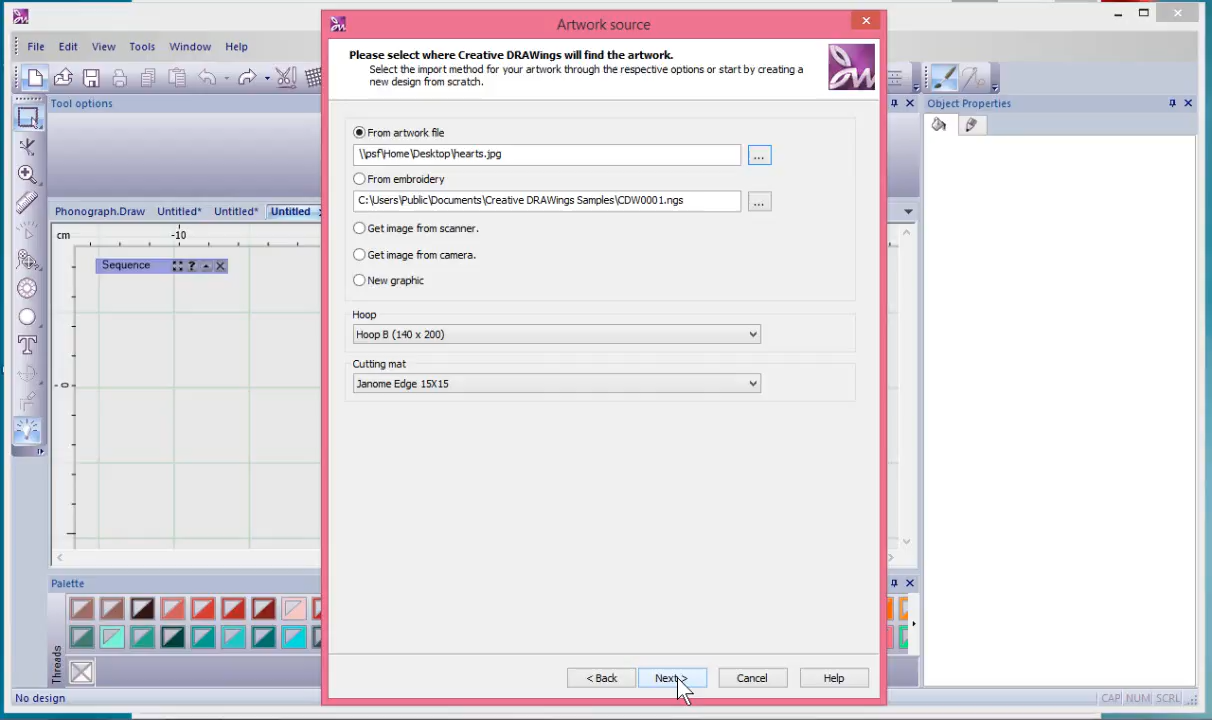 Artwork source
File Edit View Tools Window Help
Please select where Creative DRAWings will find the artwork.
Select the import method for your artwork through the respective options or start by creating a
new design from scratch.
Tool options
Object Properties
From artwork file
\\psf\Home\Desktop\hearts.jpg
...
From embroidery
C:\Users\Public\Documents\Creative DRAWings Samples\CDW0001.ngs
...
Get image from scanner.
Get image from camera.
New graphic
Phonograph.Draw Untitled* Untitled* Untitled
cm
-10
Sequence
0
Hoop
Hoop B (140 x 200)
Cutting mat
Janome Edge 15X15
Palette
Threads
< Back
Next >
Cancel
Help
No design
CAP NUM SCRL